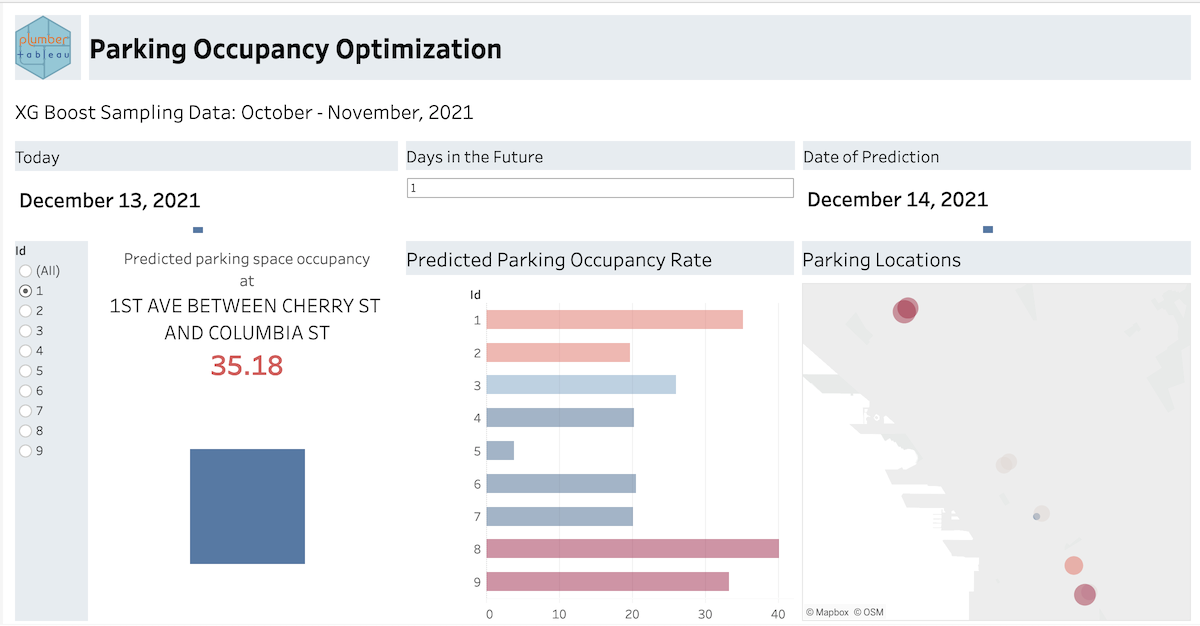 plumber
tableau
Parking Occupancy Optimization
XG Boost Sampling Data: October - November, 2021
Today
Days in the Future
Date of Prediction
December 13, 2021
1
December 14, 2021
Id
(All)
1
2
3
4
5
6
7
8
9
Predicted parking space occupancy
at
1ST AVE BETWEEN CHERRY ST
AND COLUMBIA ST
35.18
Predicted Parking Occupancy Rate
Id
1
2
3
4
5
6
7
8
9
0 10 20 30 40
Parking Locations
© Mapbox © OSM